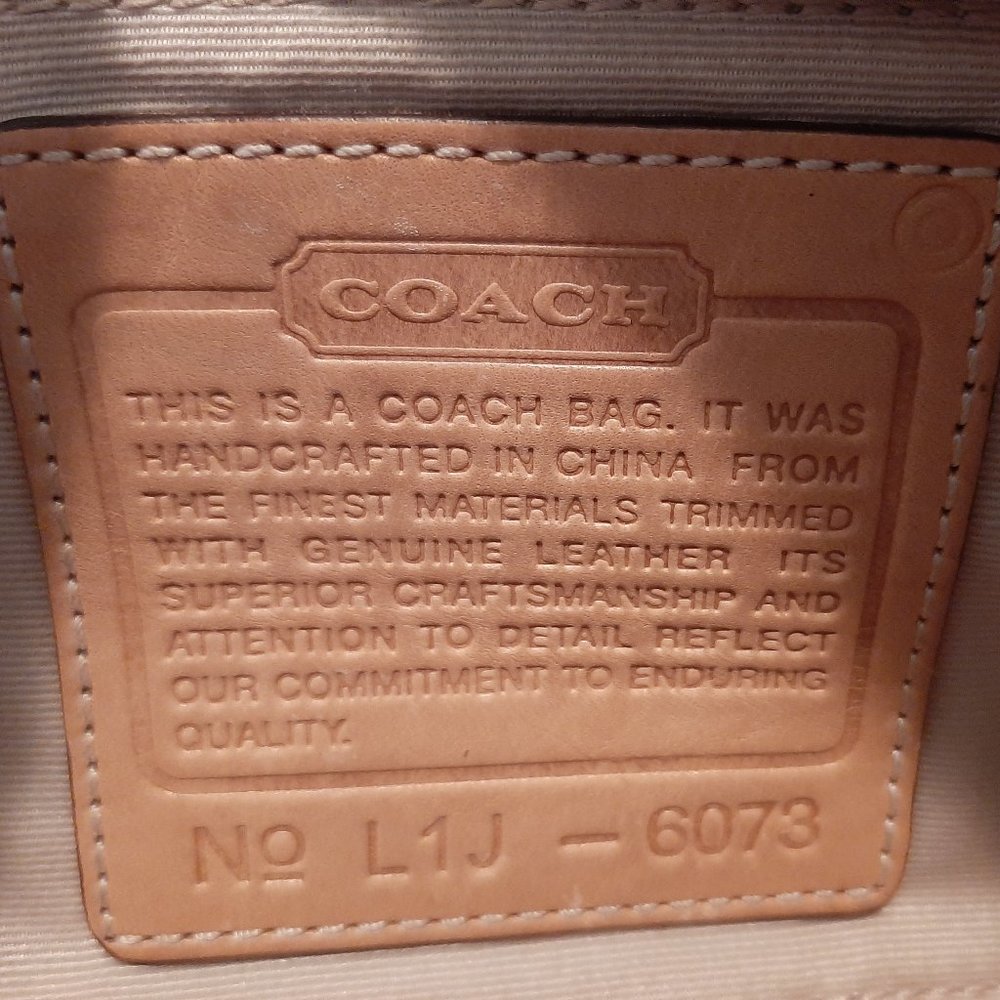 COACH
THIS IS A COACH BAG. IT WAS
HANDCRAFTED IN CHINA FROM
THE FINEST MATERIALS TRIMMED
WITH GENUINE LEATHER ITS
SUPERIOR CRAFTSMANSHIP AND
ATTENTION TO DETAIL REFLECT
OUR COMMITMENT TO ENDURING
QUALITY.
Nº L1J – 6073